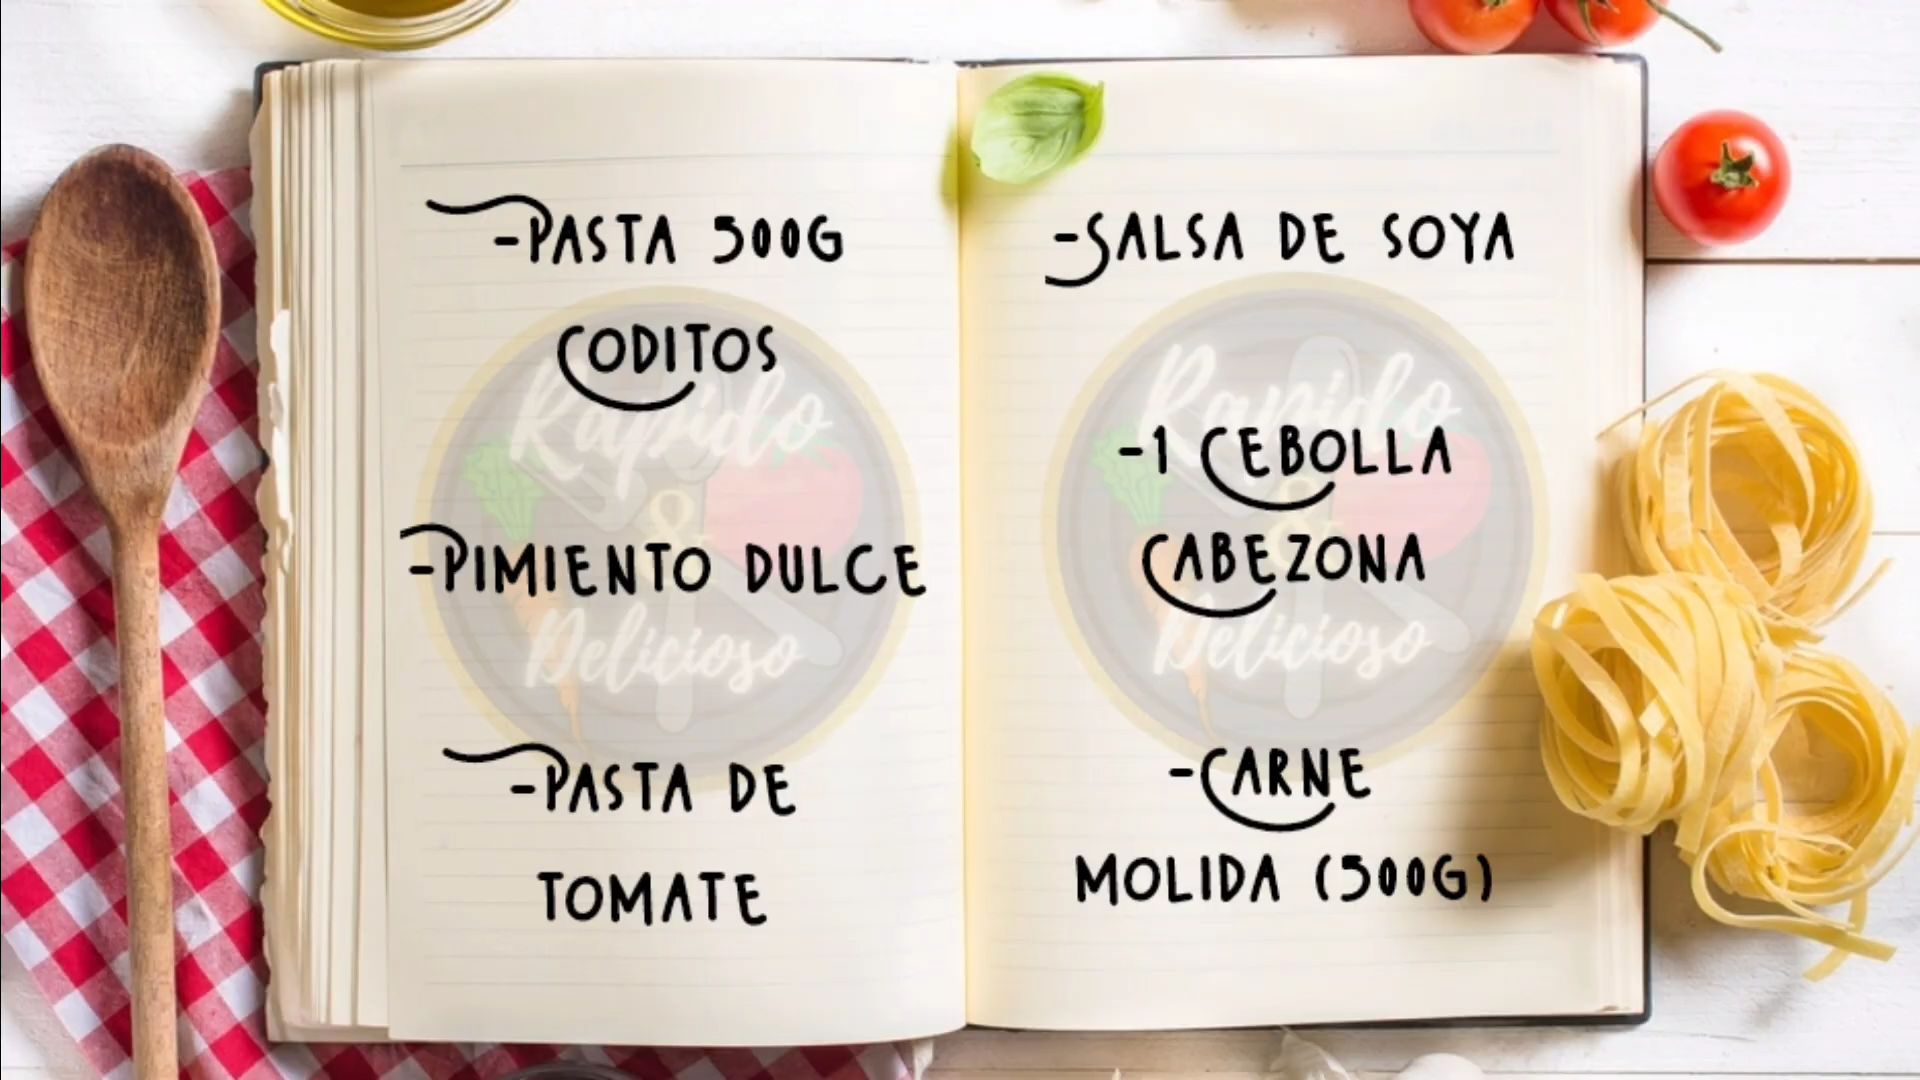 -PASTA 500G
CODITOS
-PIMIENTO DULCE
-PASTA DE
TOMATE
-SALSA DE SOYA
-1 CEBOLLA
CABEZONA
-CARNE
MOLIDA (500G)
Rapido
&
Delicioso
Rapido
&
Delicioso